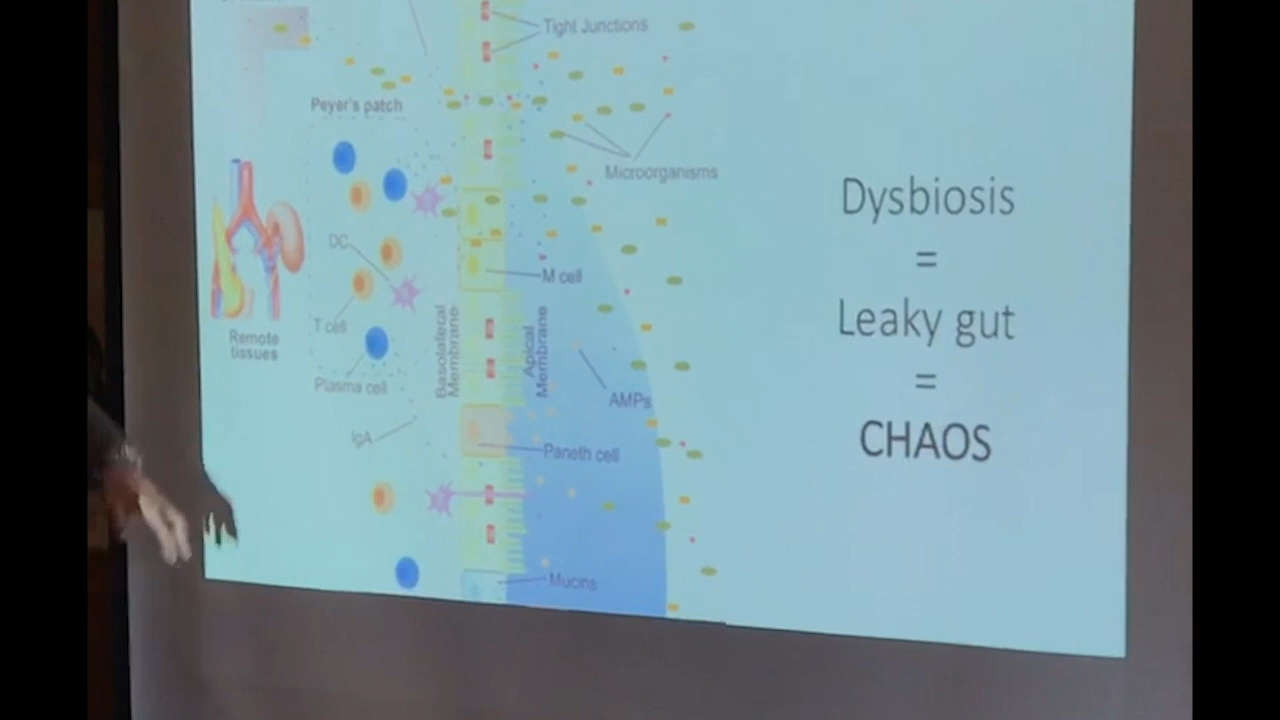 Tight Junctions
Peyer's patch
Microorganisms
DC
M cell
T cell
Remote
tissues
Basolateral
Membrane
Apical
Membrane
Plasma cell
AMPs
IgA
Paneth cell
Mucins
Dysbiosis
=
Leaky gut
=
CHAOS